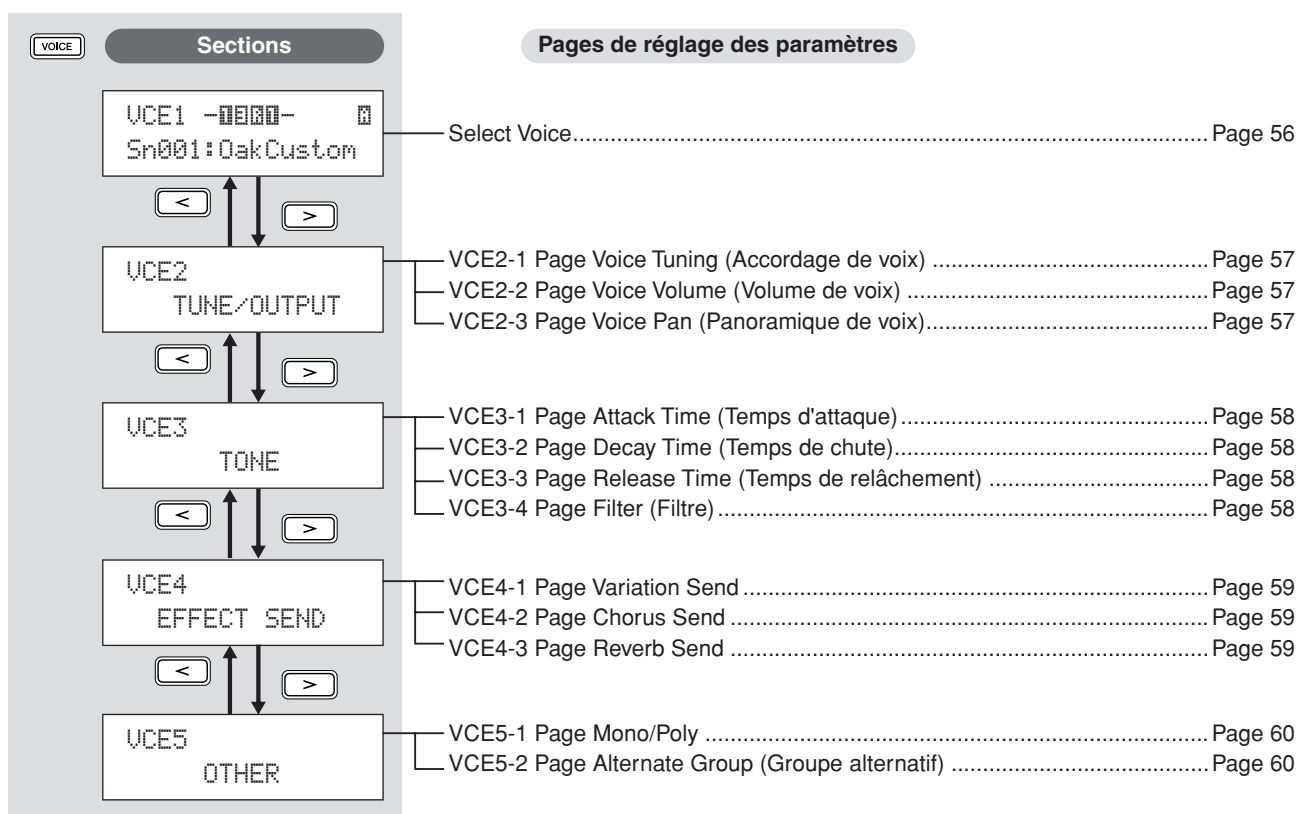 VOICE Sections Pages de réglage des paramètres
VCE1 -1301-
Sn001:OakCustom
Select Voice Page 56
< >
VCE2
TUNE/OUTPUT
VCE2-1 Page Voice Tuning (Accordage de voix) Page 57
VCE2-2 Page Voice Volume (Volume de voix) Page 57
VCE2-3 Page Voice Pan (Panoramique de voix) Page 57
< >
VCE3
TONE
VCE3-1 Page Attack Time (Temps d'attaque) Page 58
VCE3-2 Page Decay Time (Temps de chute) Page 58
VCE3-3 Page Release Time (Temps de relâchement) Page 58
VCE3-4 Page Filter (Filtre) Page 58
< >
VCE4
EFFECT SEND
VCE4-1 Page Variation Send Page 59
VCE4-2 Page Chorus Send Page 59
VCE4-3 Page Reverb Send Page 59
< >
VCE5
OTHER
VCE5-1 Page Mono/Poly Page 60
VCE5-2 Page Alternate Group (Groupe alternatif) Page 60